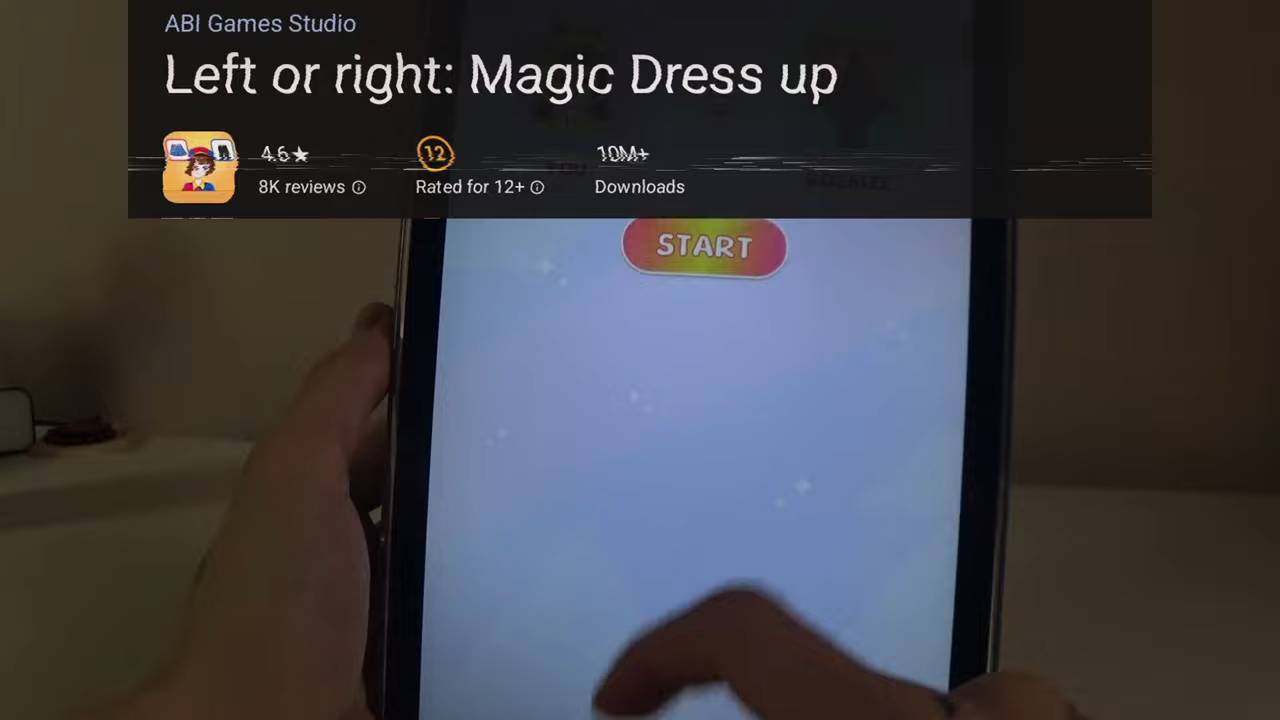 ABI Games Studio
Left or right: Magic Dress up
4.6★
12
10M+
8K reviews
Rated for 12+
Downloads
START